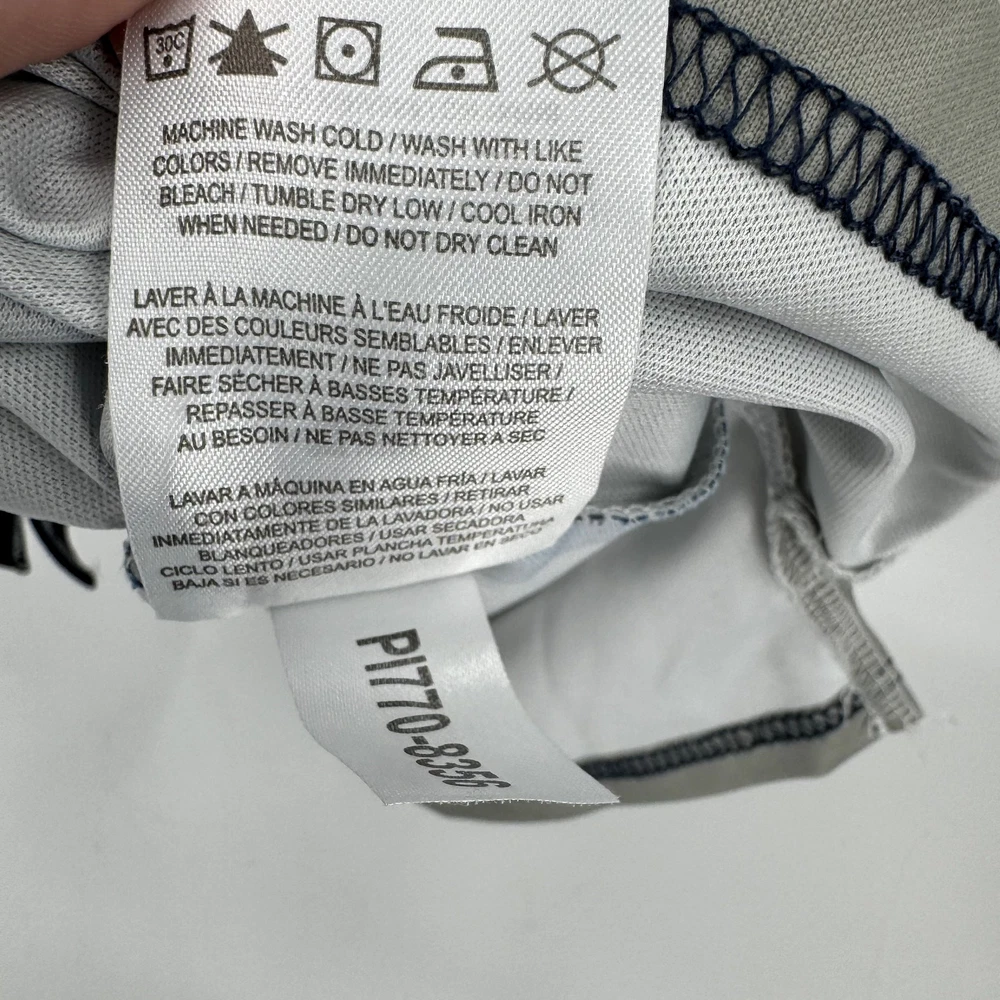 30C
MACHINE WASH COLD / WASH WITH LIKE
COLORS / REMOVE IMMEDIATELY / DO NOT
BLEACH / TUMBLE DRY LOW / COOL IRON
WHEN NEEDED / DO NOT DRY CLEAN
LAVER À LA MACHINE À L'EAU FROIDE / LAVER
AVEC DES COULEURS SEMBLABLES / ENLEVER
IMMEDIATEMENT / NE PAS JAVELLISER /
FAIRE SÉCHER À BASSES TEMPÉRATURE /
REPASSER À BASSE TEMPÉRATURE
AU BESOIN / NE PAS NETTOYER A SEC
LAVAR A MÁQUINA EN AGUA FRÍA / LAVAR
CON COLORES SIMILARES / RETIRAR
INMEDIATAMENTE DE LA LAVADORA / NO USAR
BLANQUEADORES / USAR SECADORA
CICLO LENTO / USAR PLANCHA TEMPERATURA
BAJA SI ES NECESARIO / NO LAVAR EN SECO
PI770-8356